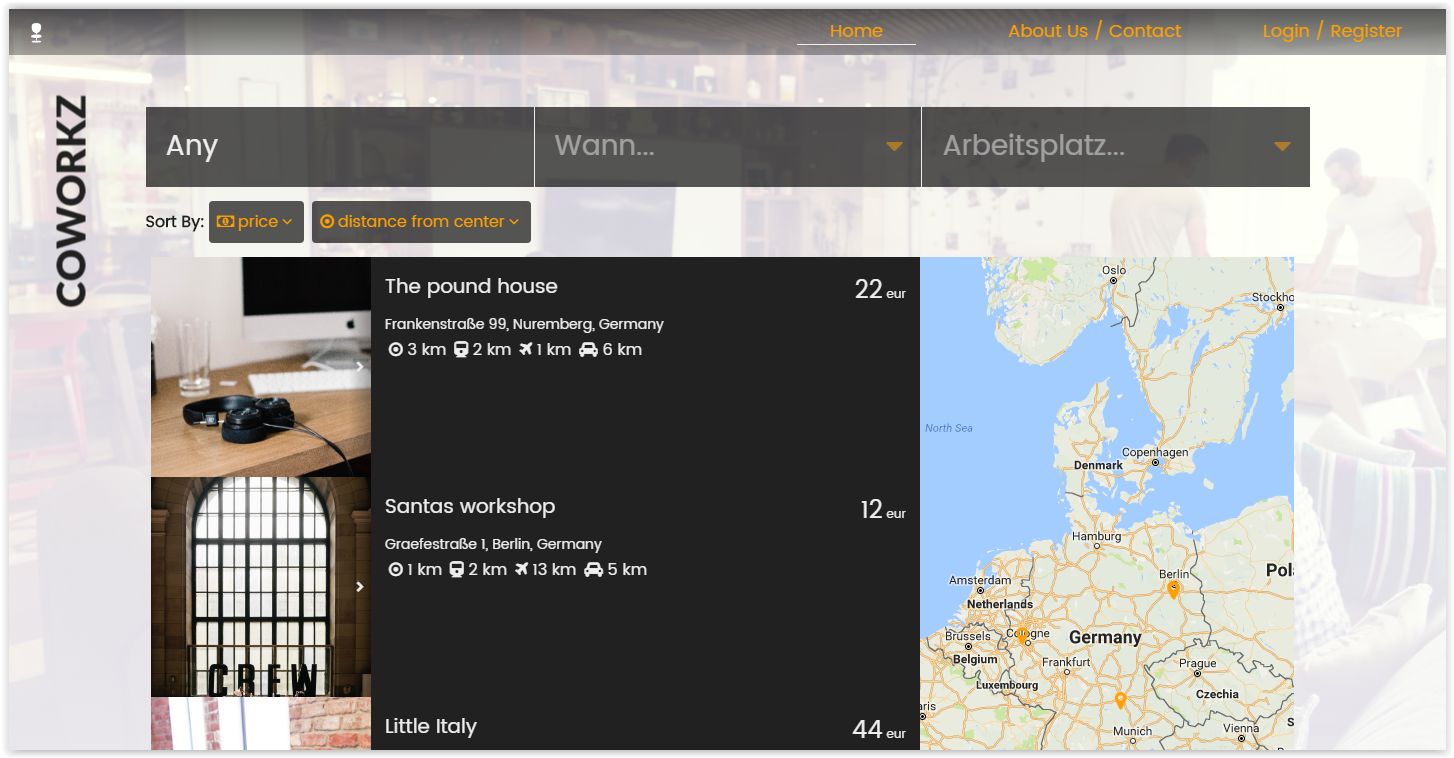 Home
About Us / Contact
Login / Register
COWORKZ
Any
Wann...
Arbeitsplatz...
Sort By:
price
distance from center
The pound house
22 eur
Frankenstraße 99, Nuremberg, Germany
3 km 2 km 1 km 6 km
Santas workshop
12 eur
Graefestraße 1, Berlin, Germany
1 km 2 km 13 km 5 km
CREW
Little Italy
44 eur
Oslo
Stockho
North Sea
Copenhagen
Denmark
Hamburg
Berlin
Pola
Amsterdam
Netherlands
Brussels
Cologne
Germany
Belgium
Frankfurt
Prague
Luxembourg
Czechia
aris
S
Munich
Vienna